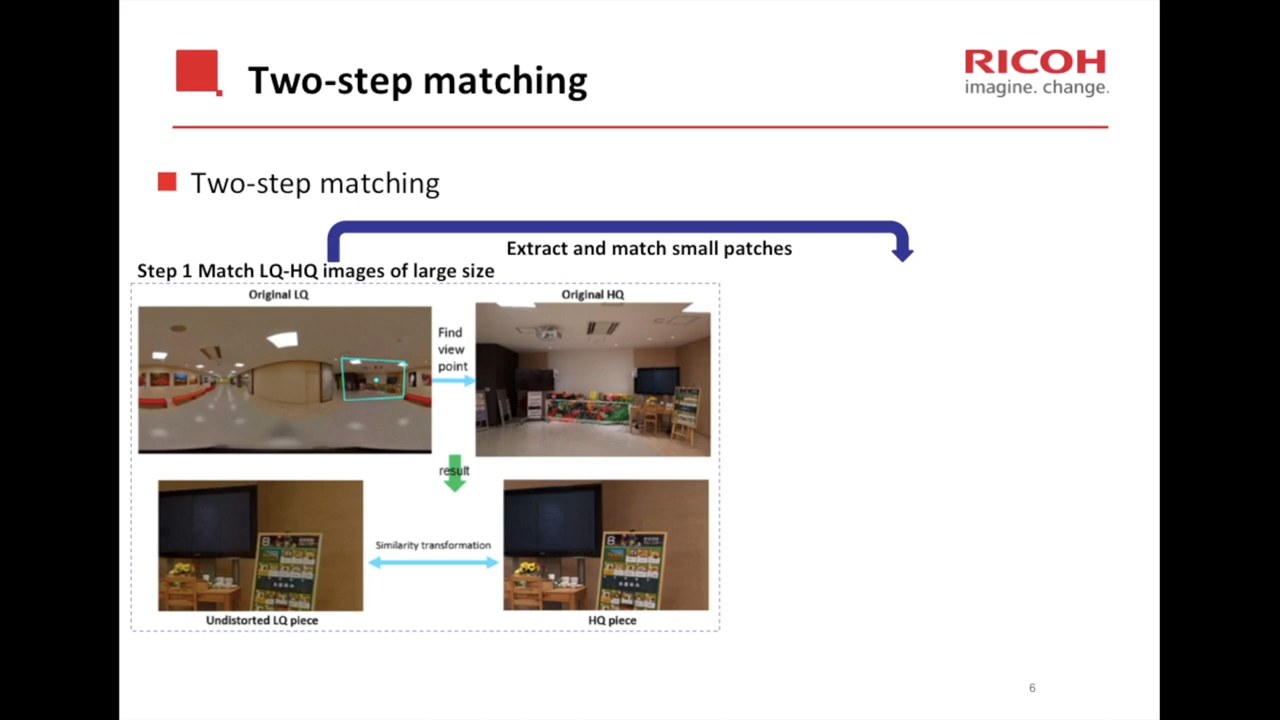 Two-step matching
RICOH
imagine. change.
Two-step matching
Extract and match small patches
Step 1 Match LQ-HQ images of large size
Original LQ
Original HQ
Find
view
point
result
Similarity transformation
8
8
Undistorted LQ piece
HQ piece
6